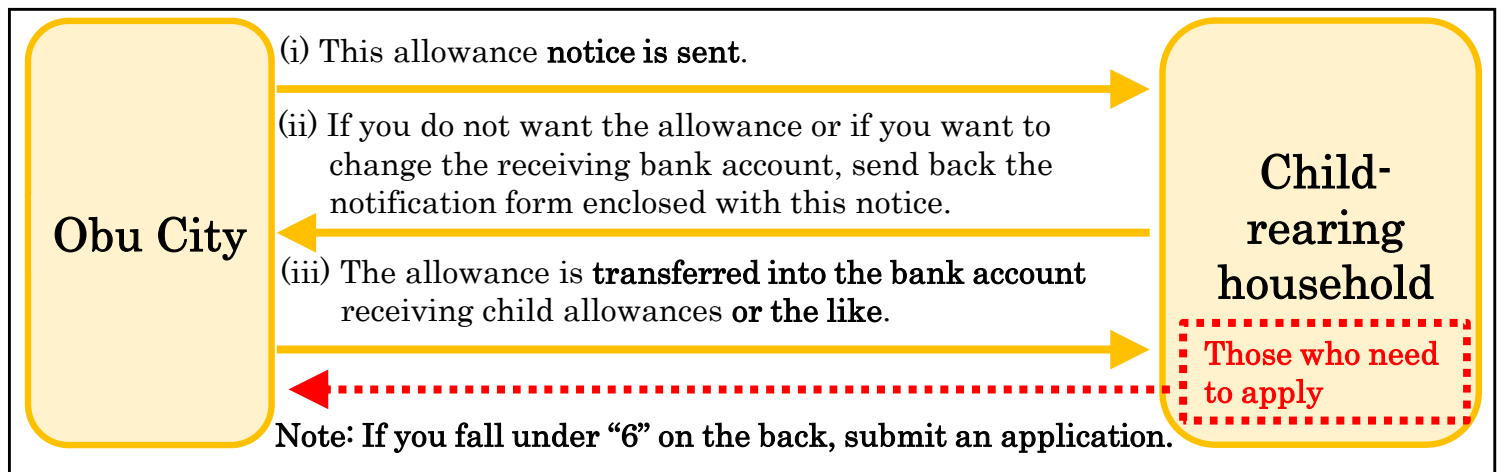 Obu City
(i) This allowance notice is sent.
(ii) If you do not want the allowance or if you want to
change the receiving bank account, send back the
notification form enclosed with this notice.
(iii) The allowance is transferred into the bank account
receiving child allowances or the like.
Note: If you fall under “6” on the back, submit an application.
Child-
rearing
household
Those who need
to apply